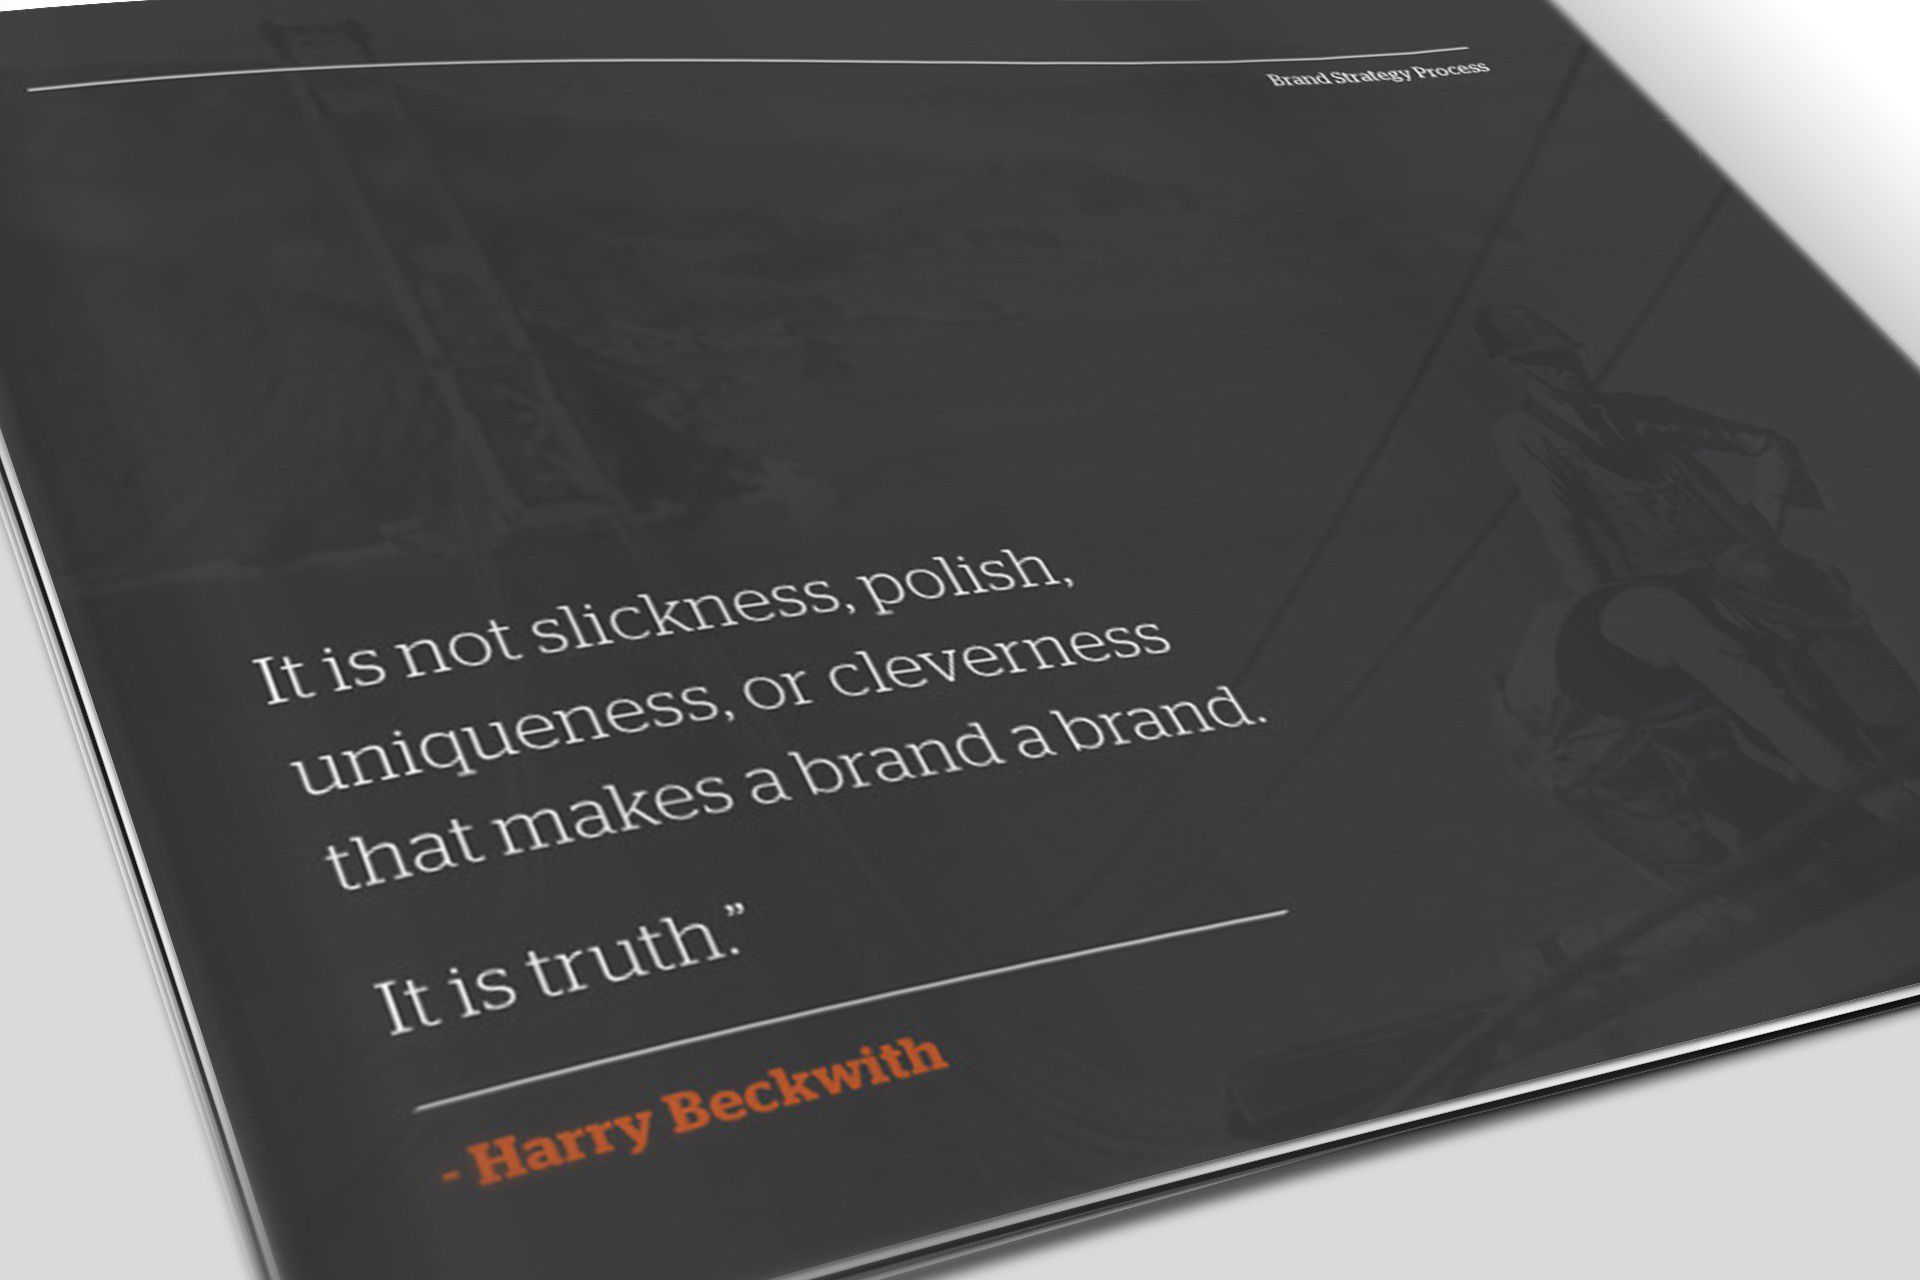 Brand Strategy Process
It is not slickness, polish,
uniqueness, or cleverness
that makes a brand a brand.
It is truth.”
- Harry Beckwith